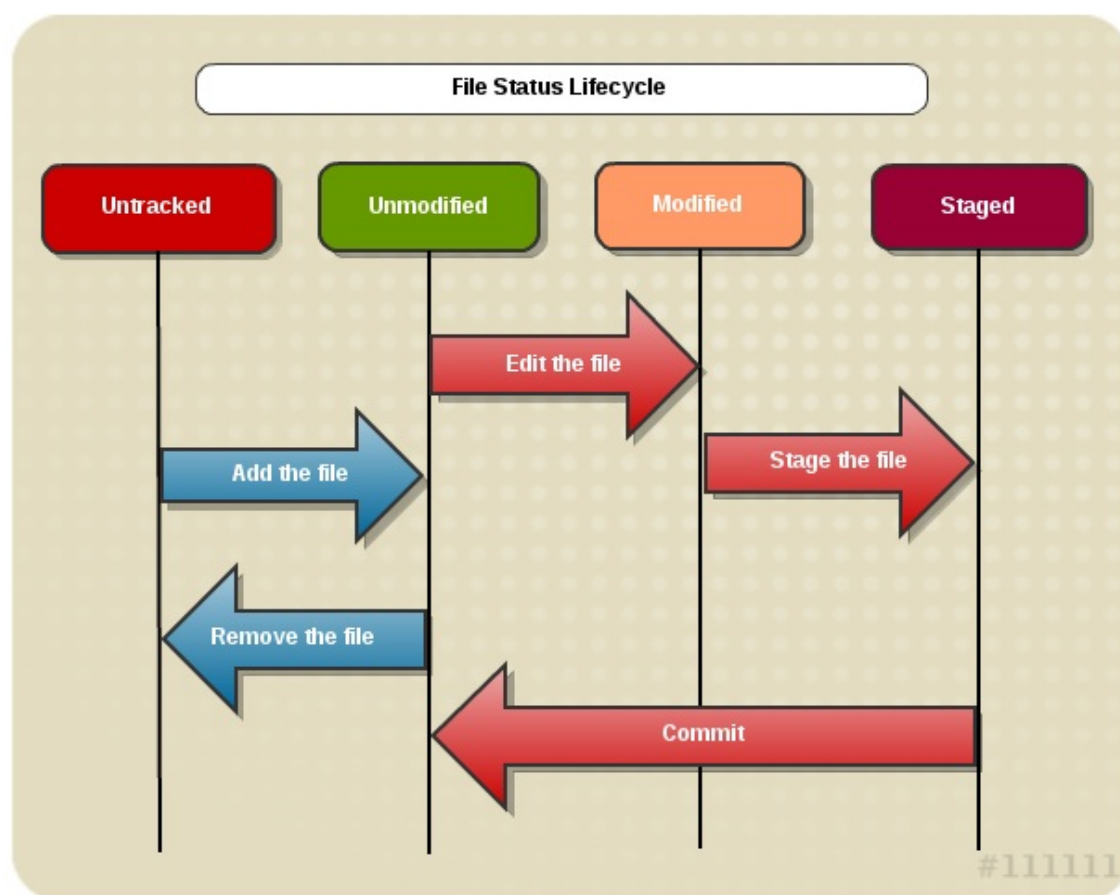 File Status Lifecycle
Untracked
Unmodified
Modified
Staged
Edit the file
Stage the file
Add the file
Remove the file
Commit
#111111